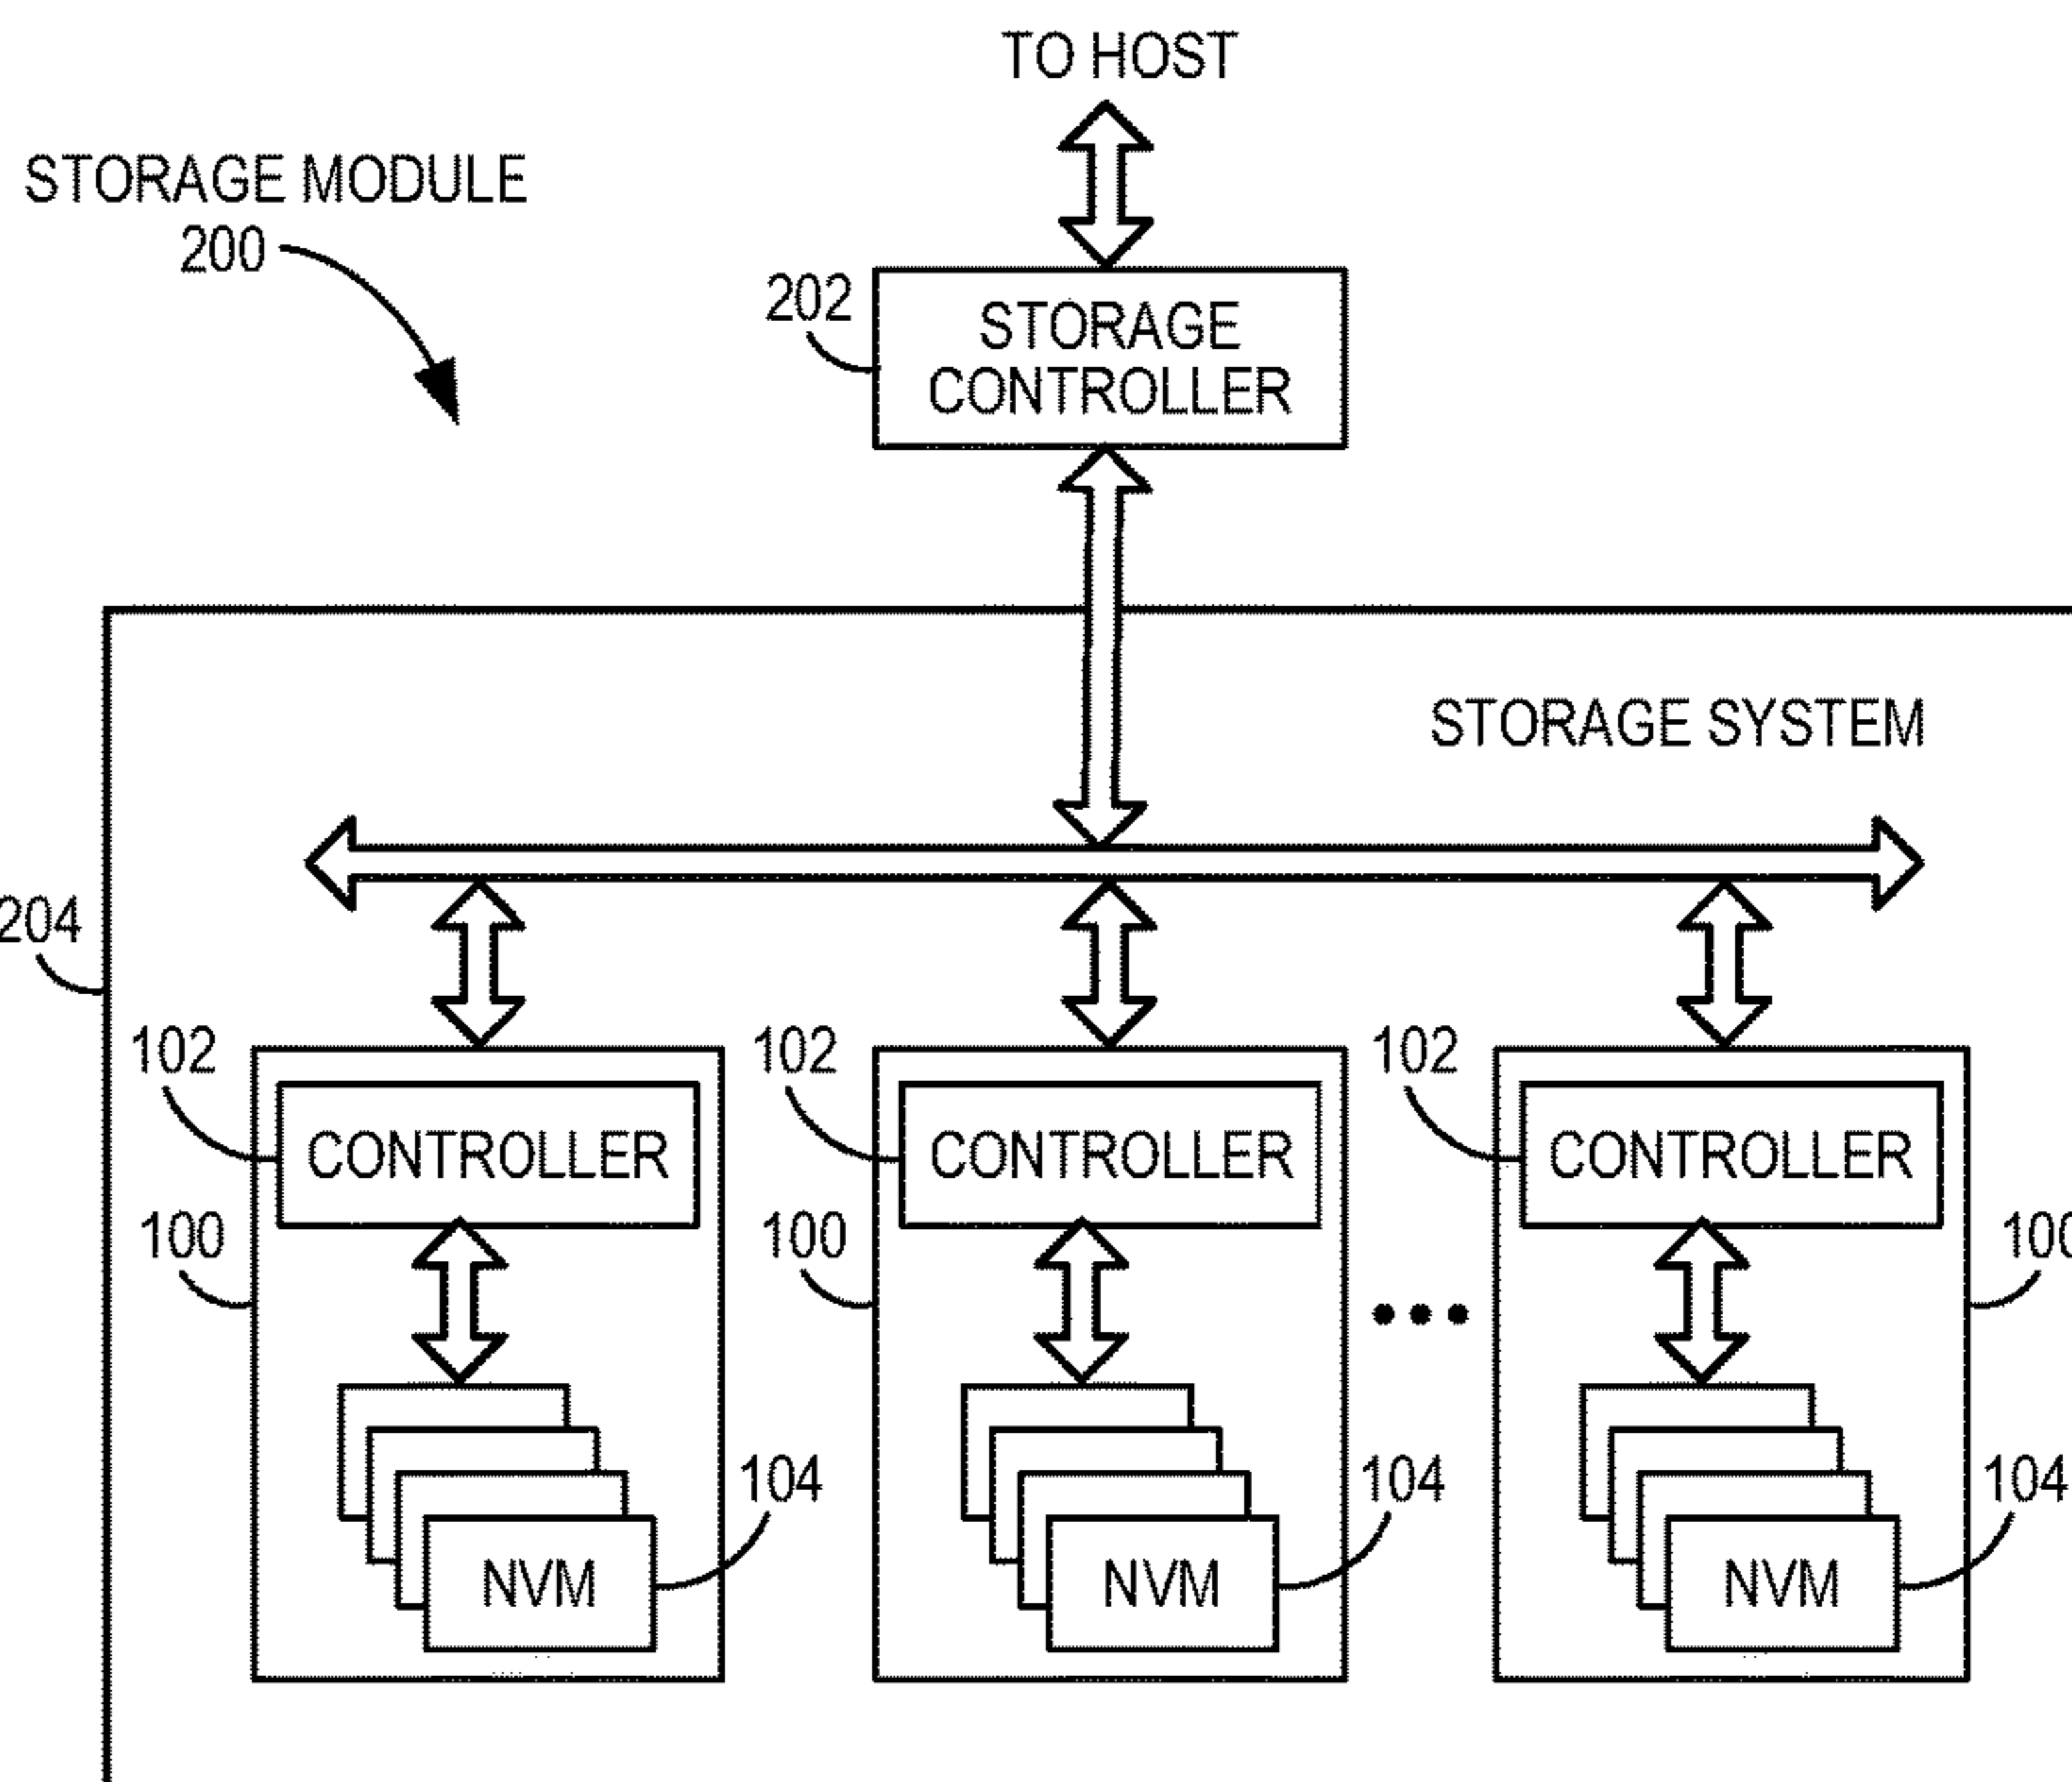 TO HOST
STORAGE MODULE
200
202
STORAGE
CONTROLLER
STORAGE SYSTEM
204
102
102
102
CONTROLLER
CONTROLLER
CONTROLLER
100
100
100
104
104
104
NVM
NVM
NVM